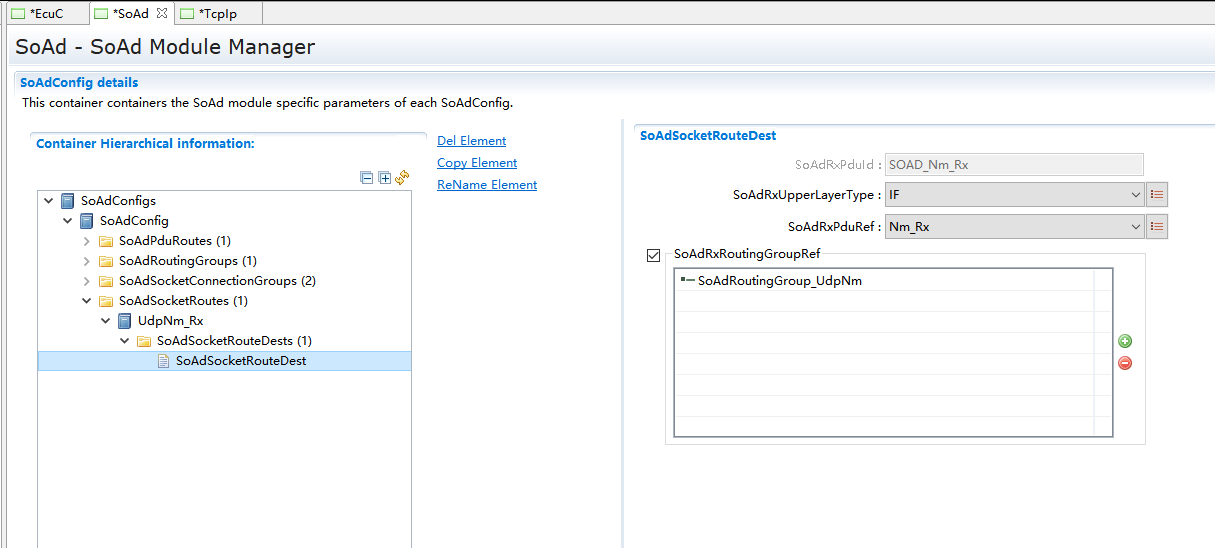 *EcuC *SoAd *TcpIp
SoAd - SoAd Module Manager
SoAdConfig details
This container containers the SoAd module specific parameters of each SoAdConfig.
Container Hierarchical information:
Del Element
Copy Element
ReName Element
SoAdConfigs
SoAdConfig
SoAdPduRoutes (1)
SoAdRoutingGroups (1)
SoAdSocketConnectionGroups (2)
SoAdSocketRoutes (1)
UdpNm_Rx
SoAdSocketRouteDests (1)
SoAdSocketRouteDest
SoAdSocketRouteDest
SoAdRxPduId : SOAD_Nm_Rx
SoAdRxUpperLayerType : IF
SoAdRxPduRef : Nm_Rx
SoAdRxRoutingGroupRef
SoAdRoutingGroup_UdpNm